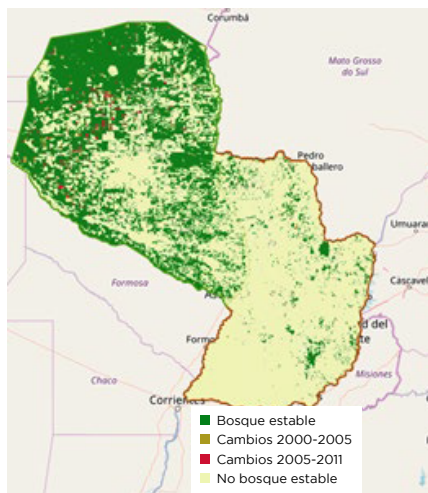 Corumbá
Mato Grosso
do Sul
Pedro
ballero
Umuara
Cascavel
Formosa
d del
te
Formo
Misiones
Chaco
Corrientes
Bosque estable
Cambios 2000-2005
Cambios 2005-2011
No bosque estable